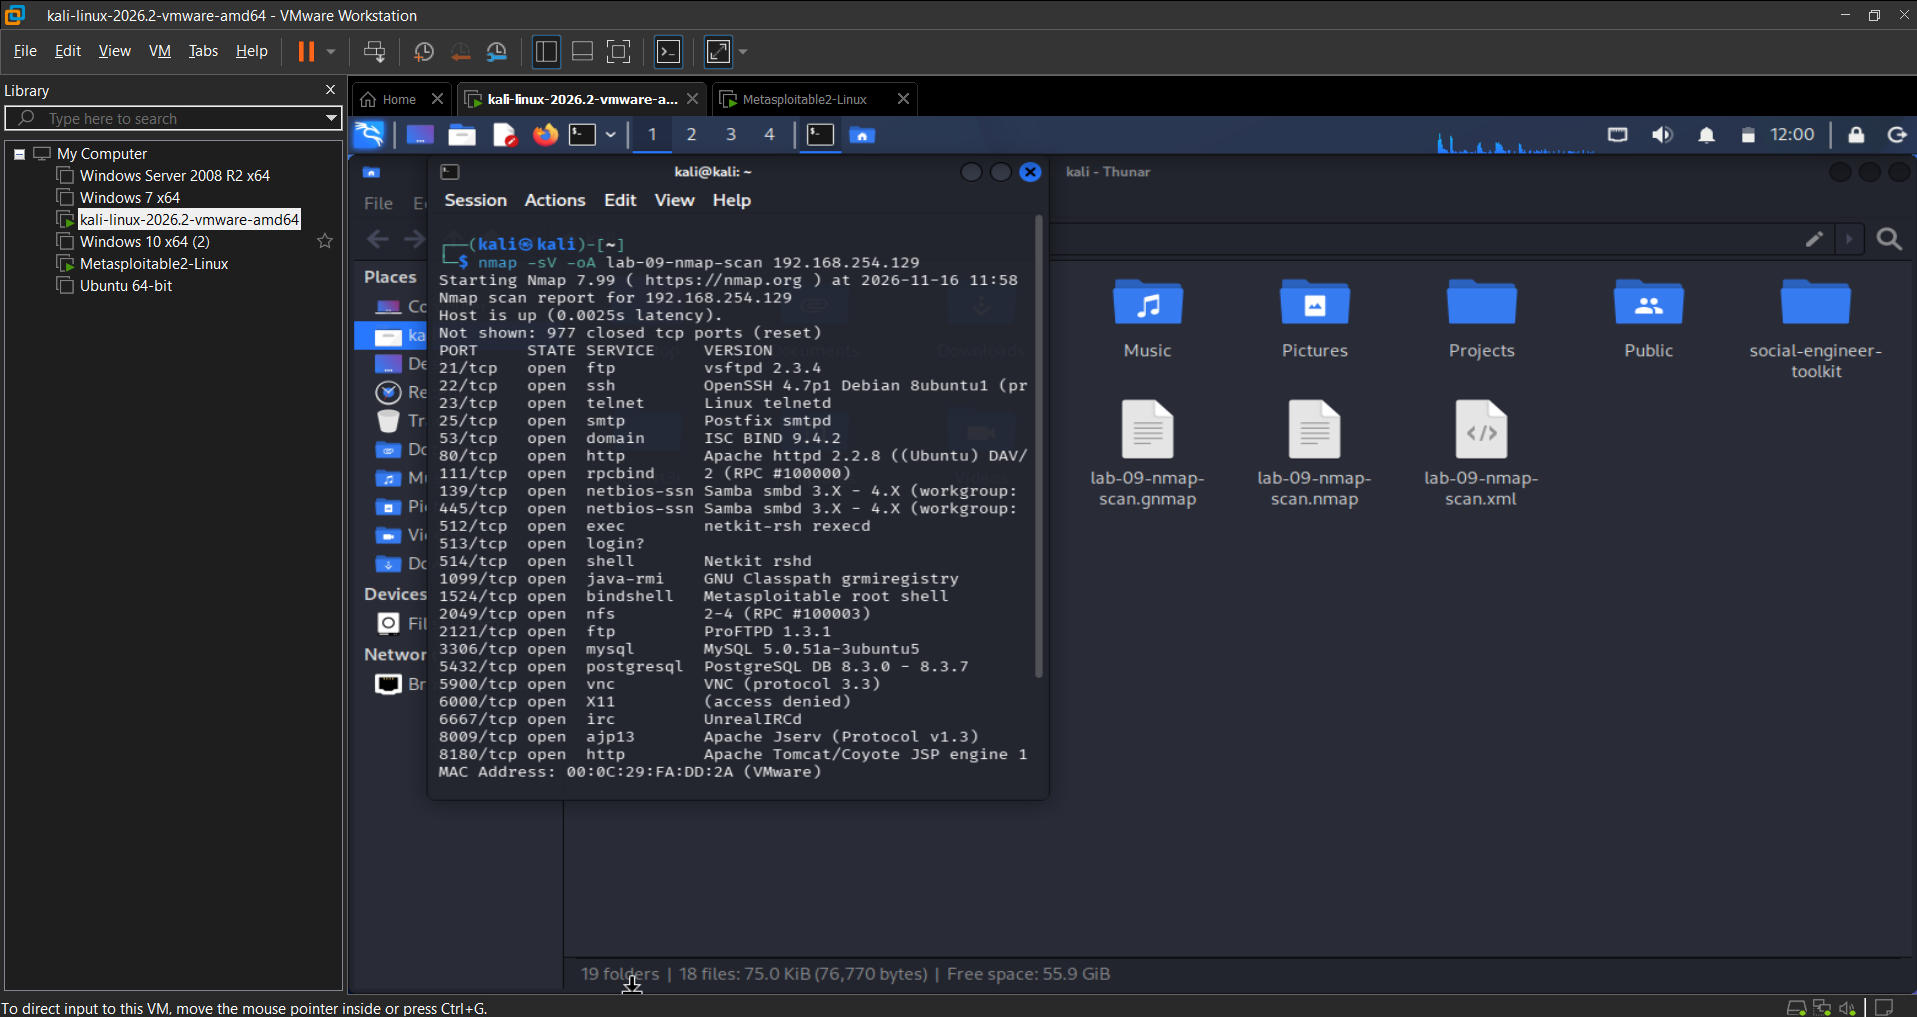 kali-linux-2026.2-vmware-amd64 - VMware Workstation
File Edit View VM Tabs Help
Library
Type here to search
My Computer
Windows Server 2008 R2 x64
Windows 7 x64
kali-linux-2026.2-vmware-amd64
Windows 10 x64 (2)
Metasploitable2-Linux
Ubuntu 64-bit
Home
kali-linux-2026.2-vmware-a...
Metasploitable2-Linux
1 2 3 4
12:00
kali@kali: ~
Session Actions Edit View Help
(kali㉿kali)-[~]
$ nmap -sV -oA lab-09-nmap-scan 192.168.254.129
Starting Nmap 7.99 ( https://nmap.org ) at 2026-11-16 11:58
Nmap scan report for 192.168.254.129
Host is up (0.0025s latency).
Not shown: 977 closed tcp ports (reset)
PORT STATE SERVICE VERSION
21/tcp open ftp vsftpd 2.3.4
22/tcp open ssh OpenSSH 4.7p1 Debian 8ubuntu1 (pr
23/tcp open telnet Linux telnetd
25/tcp open smtp Postfix smtpd
53/tcp open domain ISC BIND 9.4.2
80/tcp open http Apache httpd 2.2.8 ((Ubuntu) DAV/
111/tcp open rpcbind 2 (RPC #100000)
139/tcp open netbios-ssn Samba smbd 3.X - 4.X (workgroup:
445/tcp open netbios-ssn Samba smbd 3.X - 4.X (workgroup:
512/tcp open exec netkit-rsh rexecd
513/tcp open login?
514/tcp open shell Netkit rshd
1099/tcp open java-rmi GNU Classpath grmiregistry
1524/tcp open bindshell Metasploitable root shell
2049/tcp open nfs 2-4 (RPC #100003)
2121/tcp open ftp ProFTPD 1.3.1
3306/tcp open mysql MySQL 5.0.51a-3ubuntu5
5432/tcp open postgresql PostgreSQL DB 8.3.0 - 8.3.7
5900/tcp open vnc VNC (protocol 3.3)
6000/tcp open X11 (access denied)
6667/tcp open irc UnrealIRCd
8009/tcp open ajp13 Apache Jserv (Protocol v1.3)
8180/tcp open http Apache Tomcat/Coyote JSP engine 1
MAC Address: 00:0C:29:FA:DD:2A (VMware)
kali - Thunar
File E
Places
Co
ka
De
Re
Tr
Do
M
Pi
Vi
Do
Devices
Fil
Networ
Br
Music
Pictures
Projects
Public
social-engineer-
toolkit
lab-09-nmap-
scan.gnmap
lab-09-nmap-
scan.nmap
lab-09-nmap-
scan.xml
19 folders | 18 files: 75.0 KiB (76,770 bytes) | Free space: 55.9 GiB
To direct input to this VM, move the mouse pointer inside or press Ctrl+G.